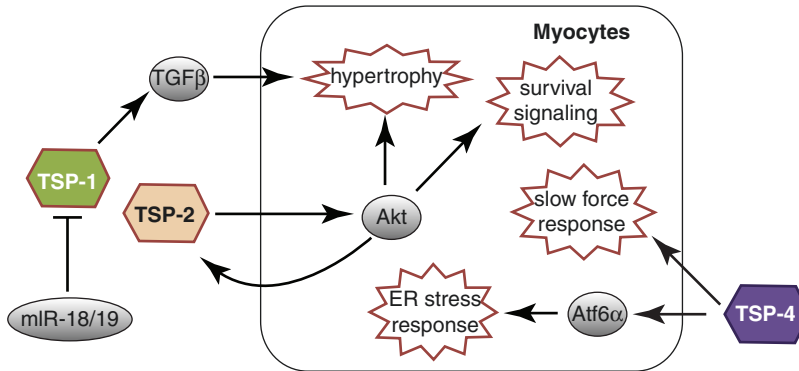 Myocytes
TGFβ
hypertrophy
survival
signaling
TSP-1
TSP-2
Akt
slow force
response
mIR-18/19
ER stress
response
Atf6α
TSP-4